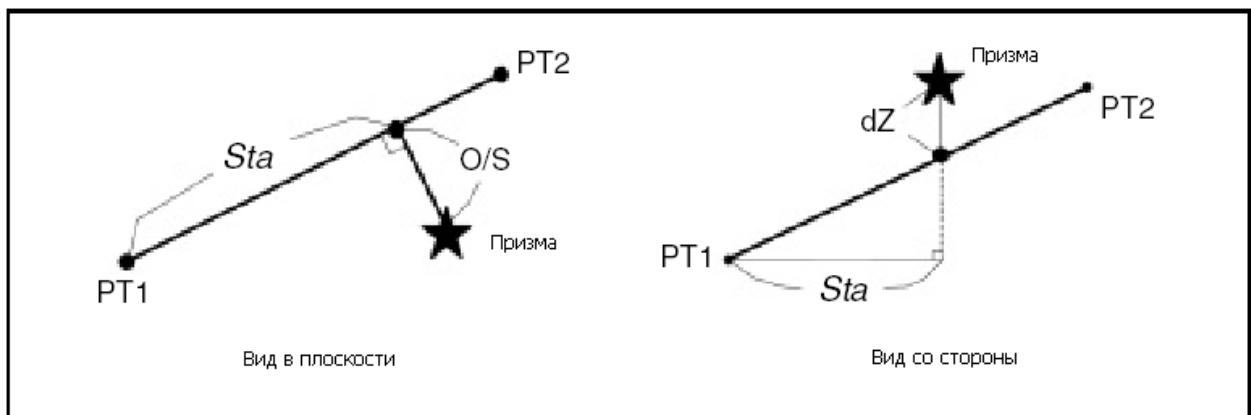 PT2
Sta
O/S
Призма
PT1
Вид в плоскости
Призма
dZ
PT2
PT1
Sta
Вид со стороны